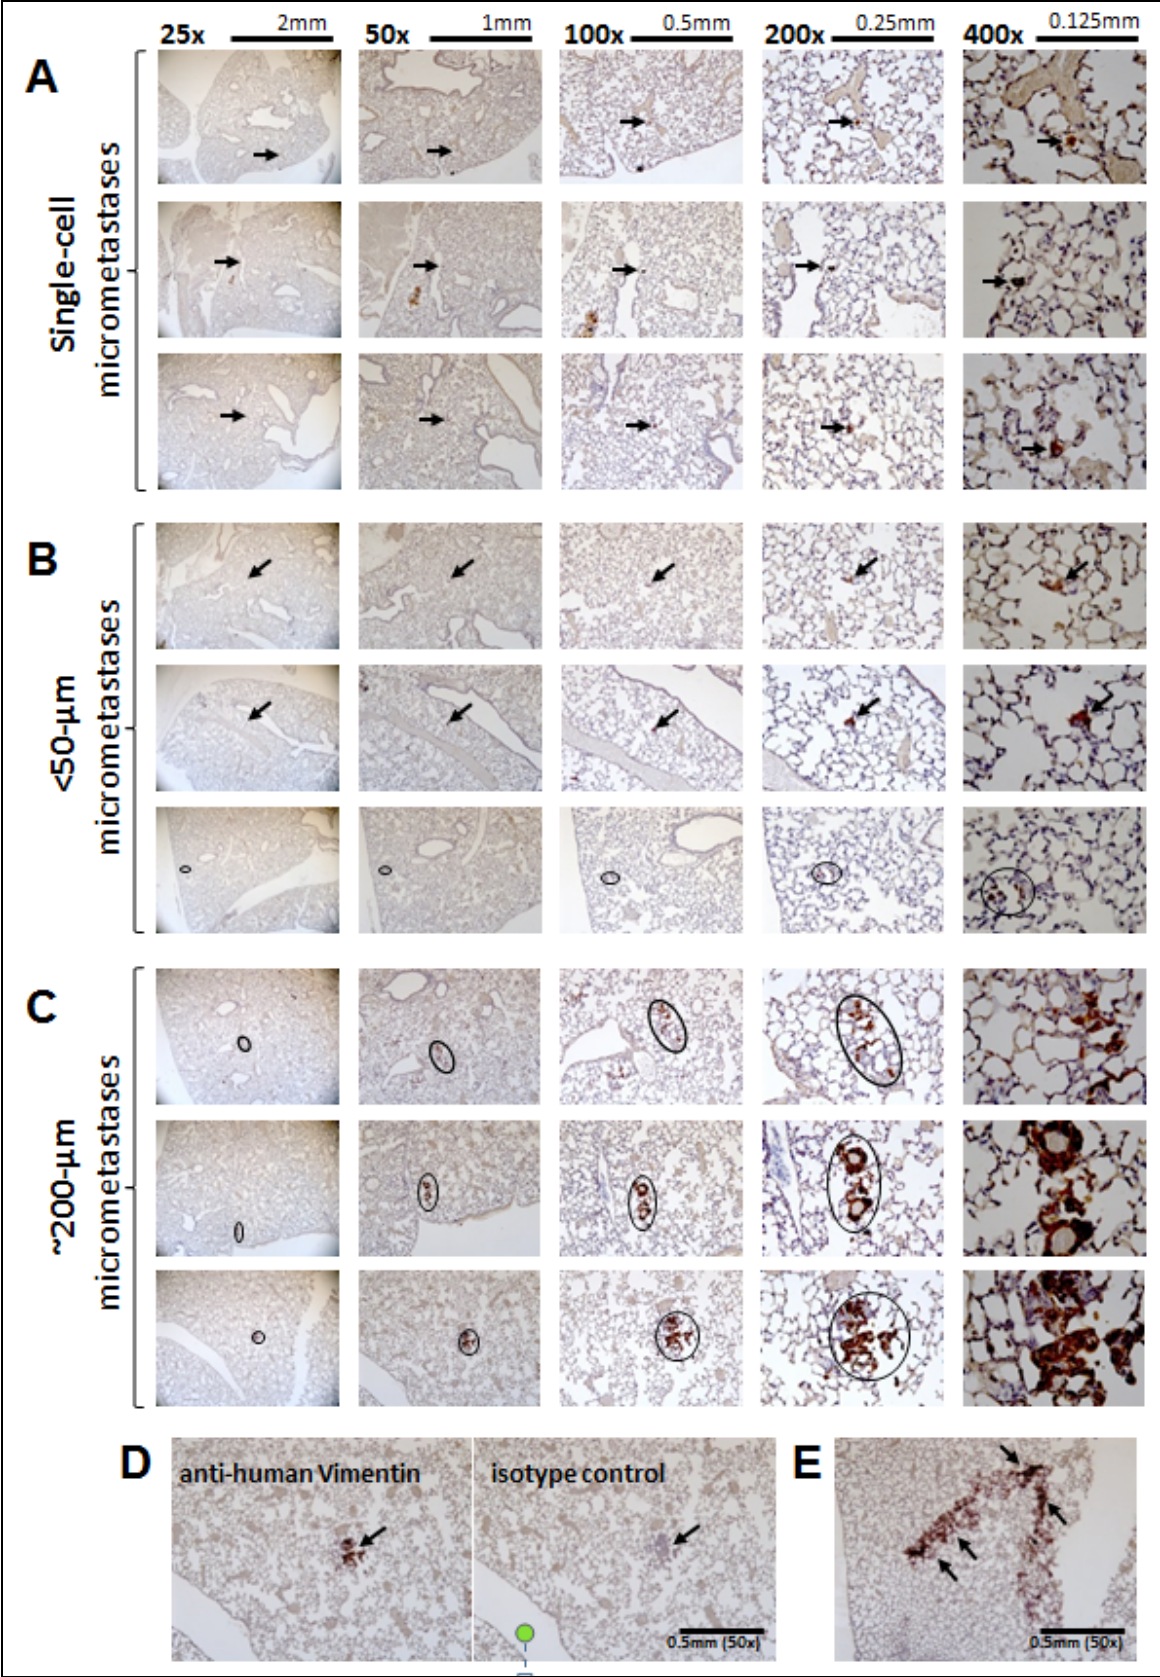 25x 2mm 50x 1mm 100x 0.5mm 200x 0.25mm 400x 0.125mm
A
Single-cell
micrometastases
B
<50-µm
micrometastases
C
~200-µm
micrometastases
D
anti-human Vimentin
isotype control
0.5mm (50x)
E
0.5mm (50x)